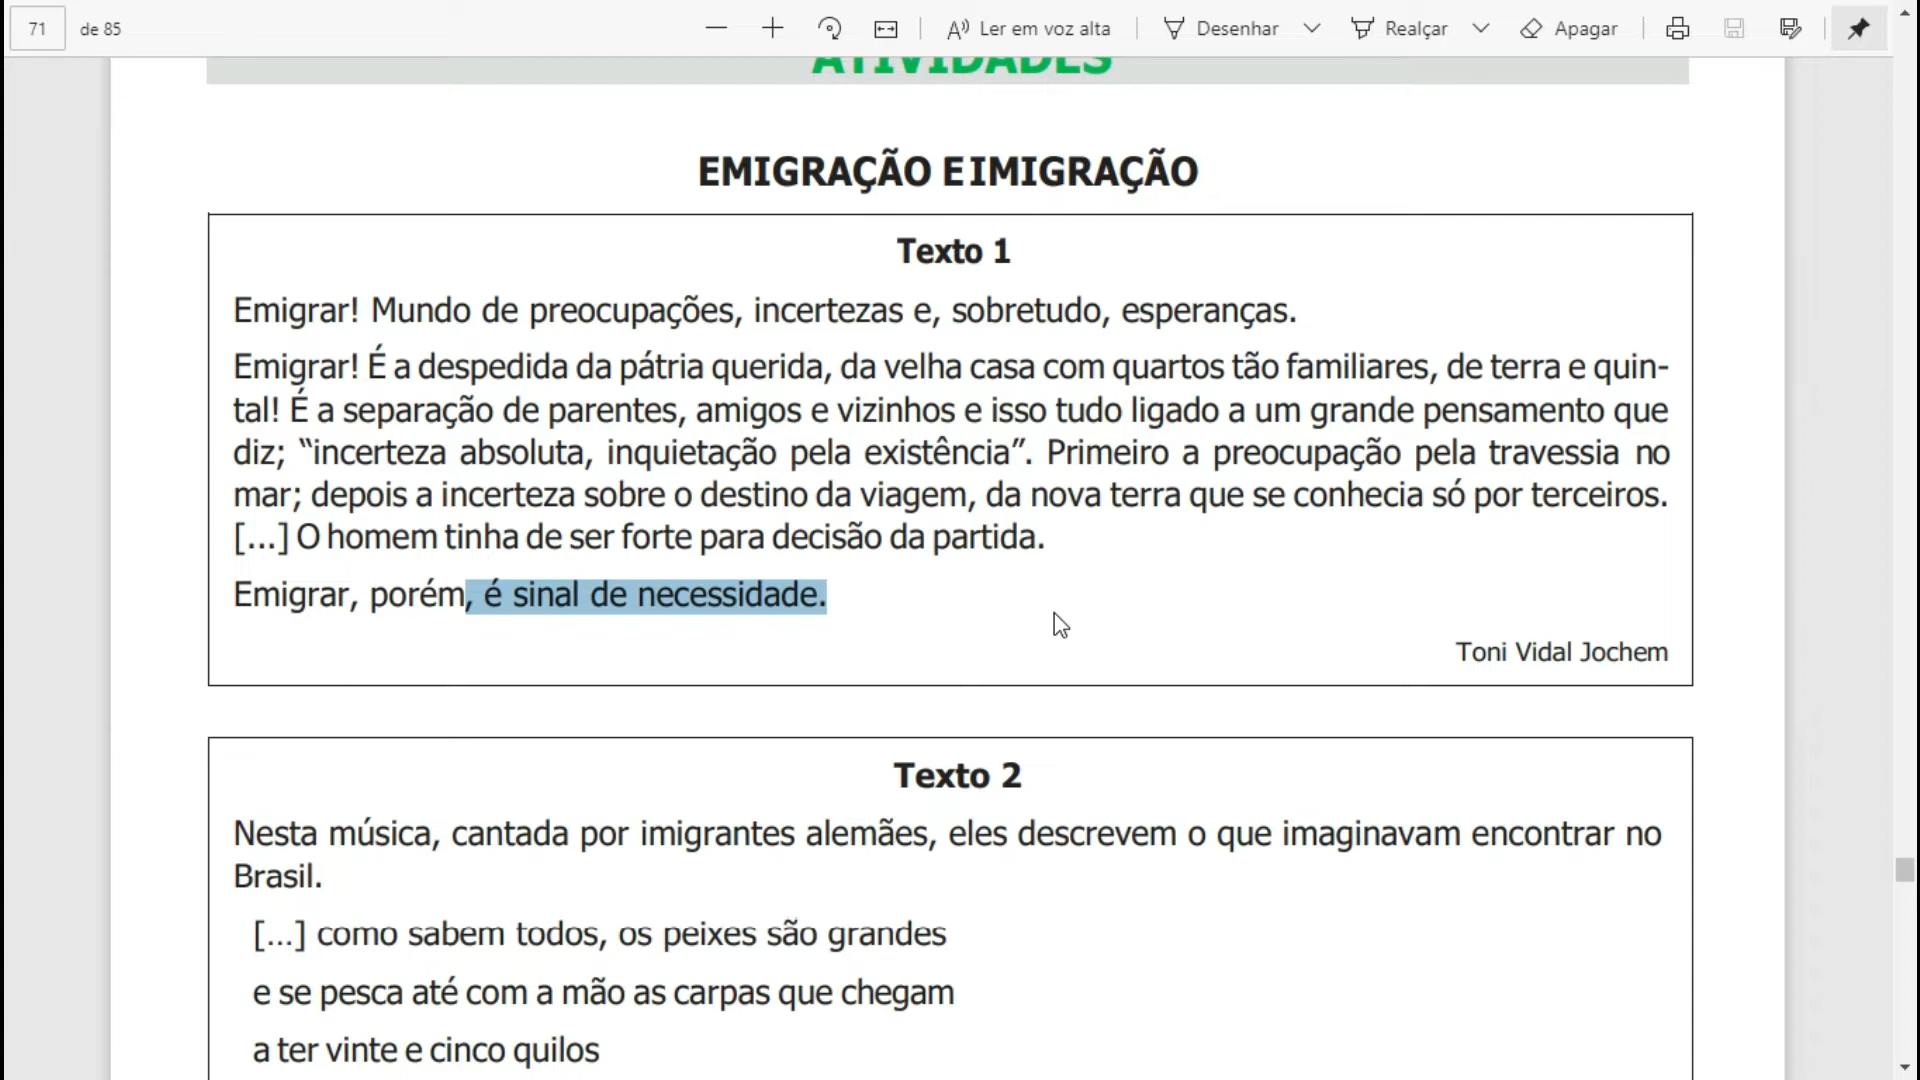 71 de 85 Ler em voz alta Desenhar Realçar Apagar
ATIVIDADES
EMIGRAÇÃO E IMIGRAÇÃO
Texto 1
Emigrar! Mundo de preocupações, incertezas e, sobretudo, esperanças.
Emigrar! É a despedida da pátria querida, da velha casa com quartos tão familiares, de terra e quin-
tal! É a separação de parentes, amigos e vizinhos e isso tudo ligado a um grande pensamento que
diz; “incerteza absoluta, inquietação pela existência”. Primeiro a preocupação pela travessia no
mar; depois a incerteza sobre o destino da viagem, da nova terra que se conhecia só por terceiros.
[...] O homem tinha de ser forte para decisão da partida.
Emigrar, porém, é sinal de necessidade.
Toni Vidal Jochem
Texto 2
Nesta música, cantada por imigrantes alemães, eles descrevem o que imaginavam encontrar no
Brasil.
[...] como sabem todos, os peixes são grandes
e se pesca até com a mão as carpas que chegam
a ter vinte e cinco quilos